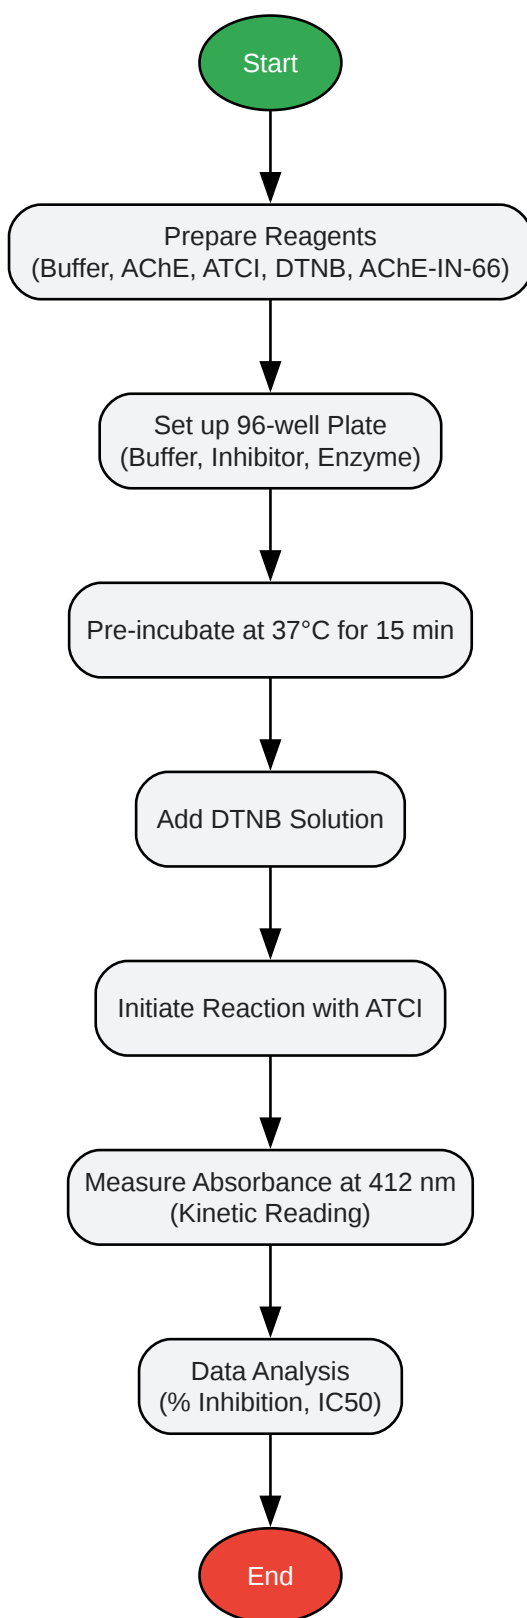 Start
Prepare Reagents
(Buffer, AChE, ATCI, DTNB, AChE-IN-66)
Set up 96-well Plate
(Buffer, Inhibitor, Enzyme)
Pre-incubate at 37°C for 15 min
Add DTNB Solution
Initiate Reaction with ATCI
Measure Absorbance at 412 nm
(Kinetic Reading)
Data Analysis
(% Inhibition, IC50)
End